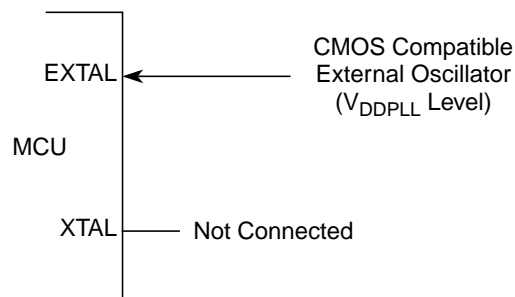 CMOS Compatible
External Oscillator
(VDDPLL Level)
EXTAL
MCU
XTAL
Not Connected